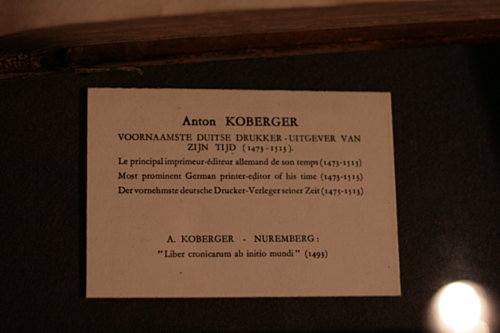 Anton KOBERGER
VOORNAAMSTE DUITSE DRUKKER-UITGEVER VAN
ZIJN TIJD (1473-1513).
Le principal imprimeur-éditeur allemand de son temps (1473-1513)
Most prominent German printer-editor of his time (1473-1513)
Der vornehmste deutsche Drucker-Verleger seiner Zeit (1473-1513)
A. KOBERGER - NUREMBERG:
"Liber cronicarum ab initio mundi" (1493)